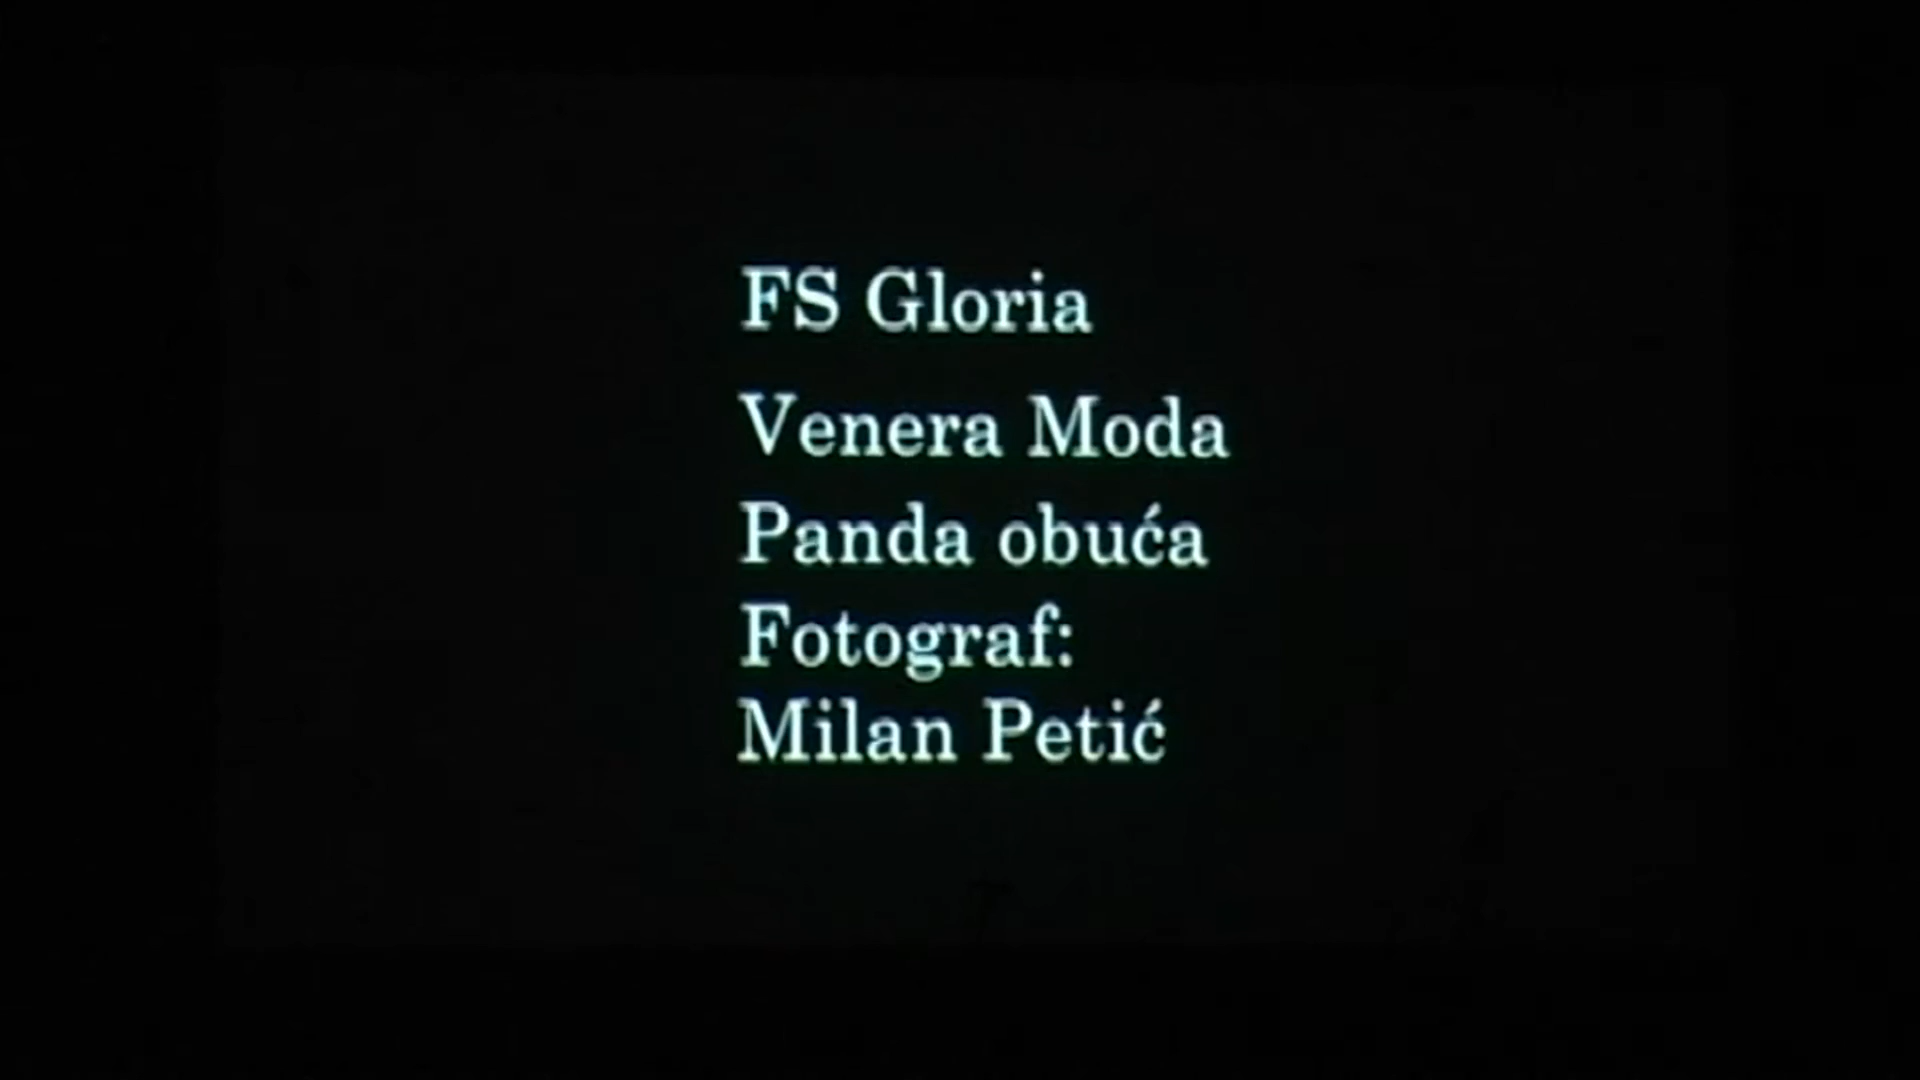 FS Gloria
Venera Moda
Panda obuća
Fotograf:
Milan Petić